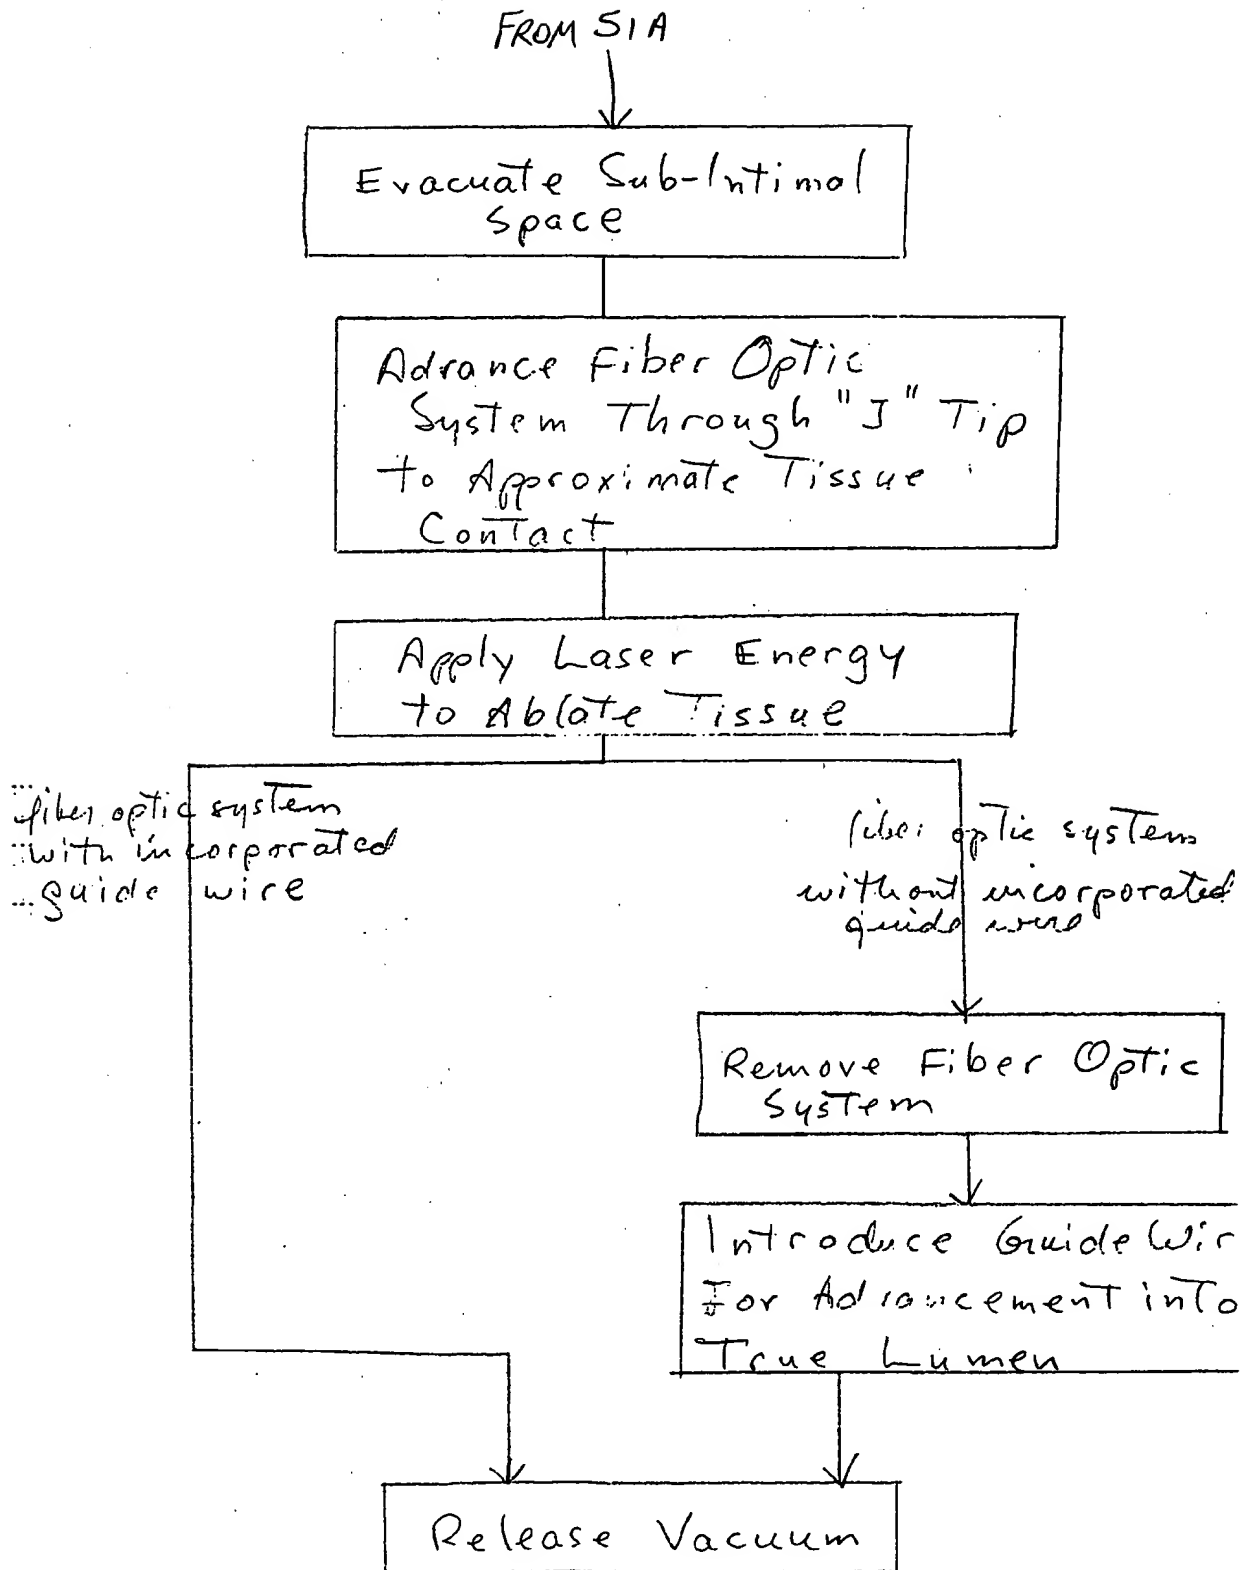 FROM 51A
Evacuate Sub-Intimal
Space
Advance Fiber Optic
System Through "J" Tip
to Approximate Tissue
Contact
Apply Laser Energy
to Ablate Tissue
fiber optic system
with incorporated
guide wire
fiber optic system
without incorporated
guide wire
Remove Fiber Optic
System
Introduce Guide Wir
For Advancement into
True Lumen
Release Vacuum